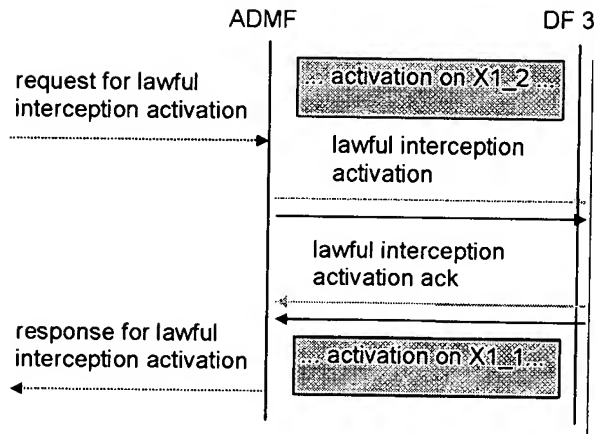 ADMF
DF 3
request for lawful
interception activation
... activation on X1_2 ...
lawful interception
activation
lawful interception
activation ack
response for lawful
interception activation
... activation on X1_1...